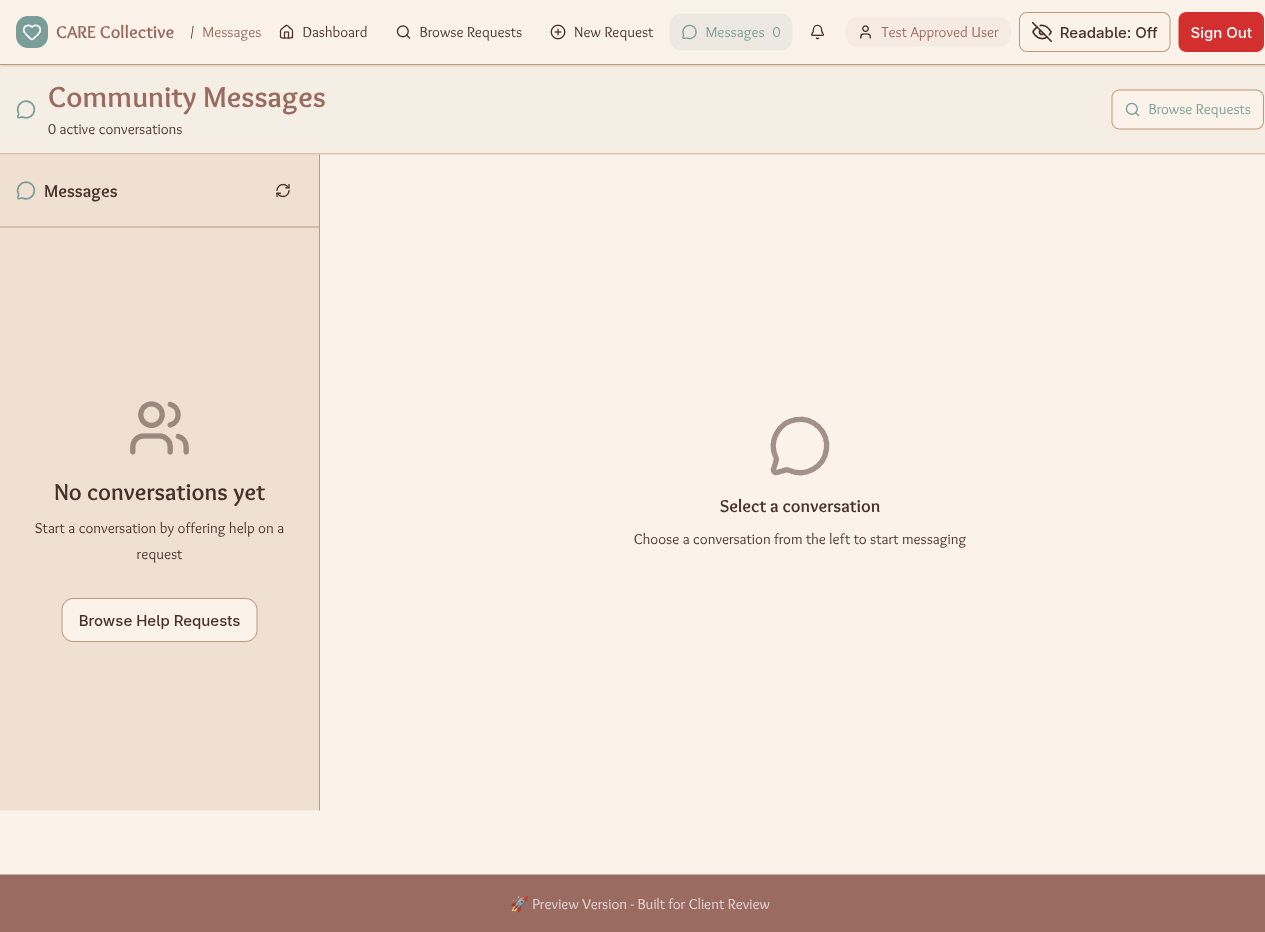 CARE Collective / Messages Dashboard Browse Requests New Request Messages 0 Test Approved User Readable: Off Sign Out
Community Messages
0 active conversations
Browse Requests
Messages
No conversations yet
Start a conversation by offering help on a
request
Browse Help Requests
Select a conversation
Choose a conversation from the left to start messaging
🚀 Preview Version - Built for Client Review